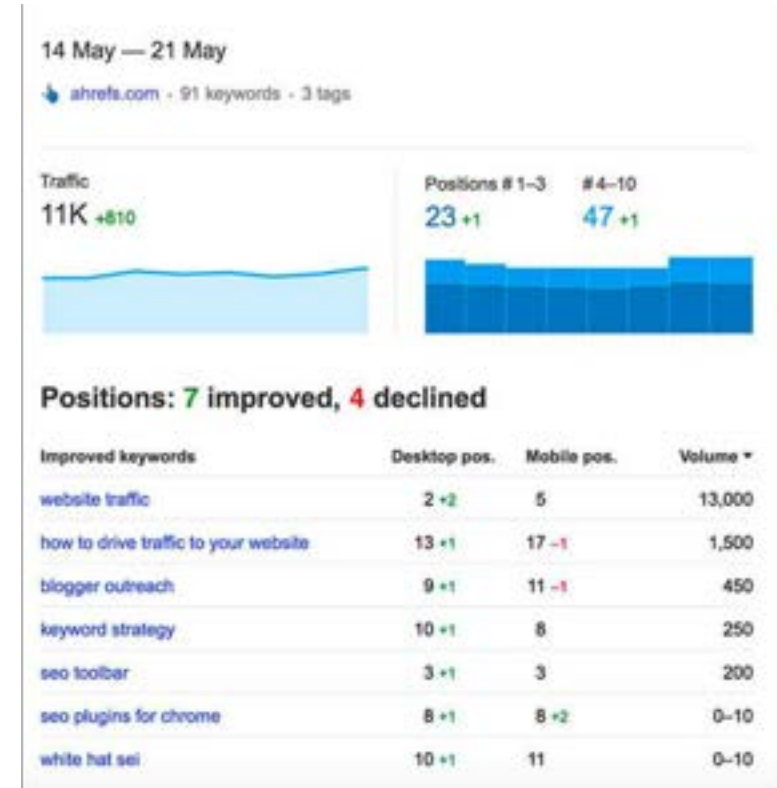 14 May — 21 May
ahrefs.com - 91 keywords - 3 tags
Traffic
11K +810
Positions # 1–3 # 4–10
23 +1 47 +1
Positions: 7 improved, 4 declined
Improved keywords Desktop pos. Mobile pos. Volume
website traffic 2 +2 5 13,000
how to drive traffic to your website 13 +1 17 –1 1,500
blogger outreach 9 +1 11 –1 450
keyword strategy 10 +1 8 250
seo toolbar 3 +1 3 200
seo plugins for chrome 8 +1 8 +2 0–10
white hat sei 10 +1 11 0–10